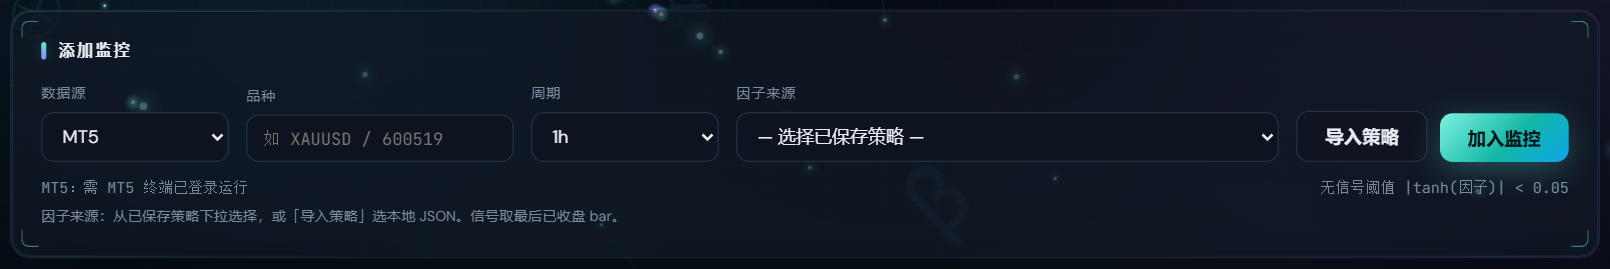 添加监控
数据源 品种 周期 因子来源
MT5 如 XAUUSD / 600519 1h — 选择已保存策略 — 导入策略 加入监控
MT5: 需 MT5 终端已登录运行 无信号阈值 |tanh(因子)| < 0.05
因子来源：从已保存策略下拉选择，或「导入策略」选本地 JSON。信号取最后已收盘 bar。